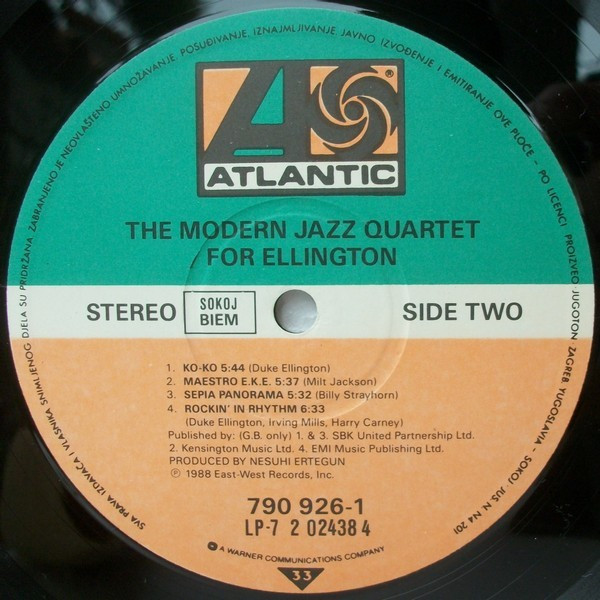 SVA PRAVA IZDAVAČA I VLASNIKA SNIMLJENOG DJELA SU PRIDRŽANA ZABRANJENO JE NEOVLAŠTENO UMNOŽAVANJE, POSUĐIVANJE, IZNAJMLJIVANJE, JAVNO IZVOĐENJE I EMITIRANJE OVE PLOČE - PO LICENCI PROIZVEO JUGOTON ZAGREB, YUGOSLAVIA - SOKOJ: JUS. N. N4 201
®
ATLANTIC
THE MODERN JAZZ QUARTET
FOR ELLINGTON
STEREO
SOKOJ
BIEM
SIDE TWO
1. KO-KO 5:44 (Duke Ellington)
2. MAESTRO E.K.E. 5:37 (Milt Jackson)
3. SEPIA PANORAMA 5:32 (Billy Strayhorn)
4. ROCKIN' IN RHYTHM 6:33
(Duke Ellington, Irving Mills, Harry Carney)
Published by: (G.B. only) 1. & 3. SBK United Partnership Ltd.
2. Kensington Music Ltd. 4. EMI Music Publishing Ltd.
PRODUCED BY NESUHI ERTEGUN
℗ 1988 East-West Records, Inc.
790 926-1
LP-7 2 02438 4
A WARNER COMMUNICATIONS COMPANY
33